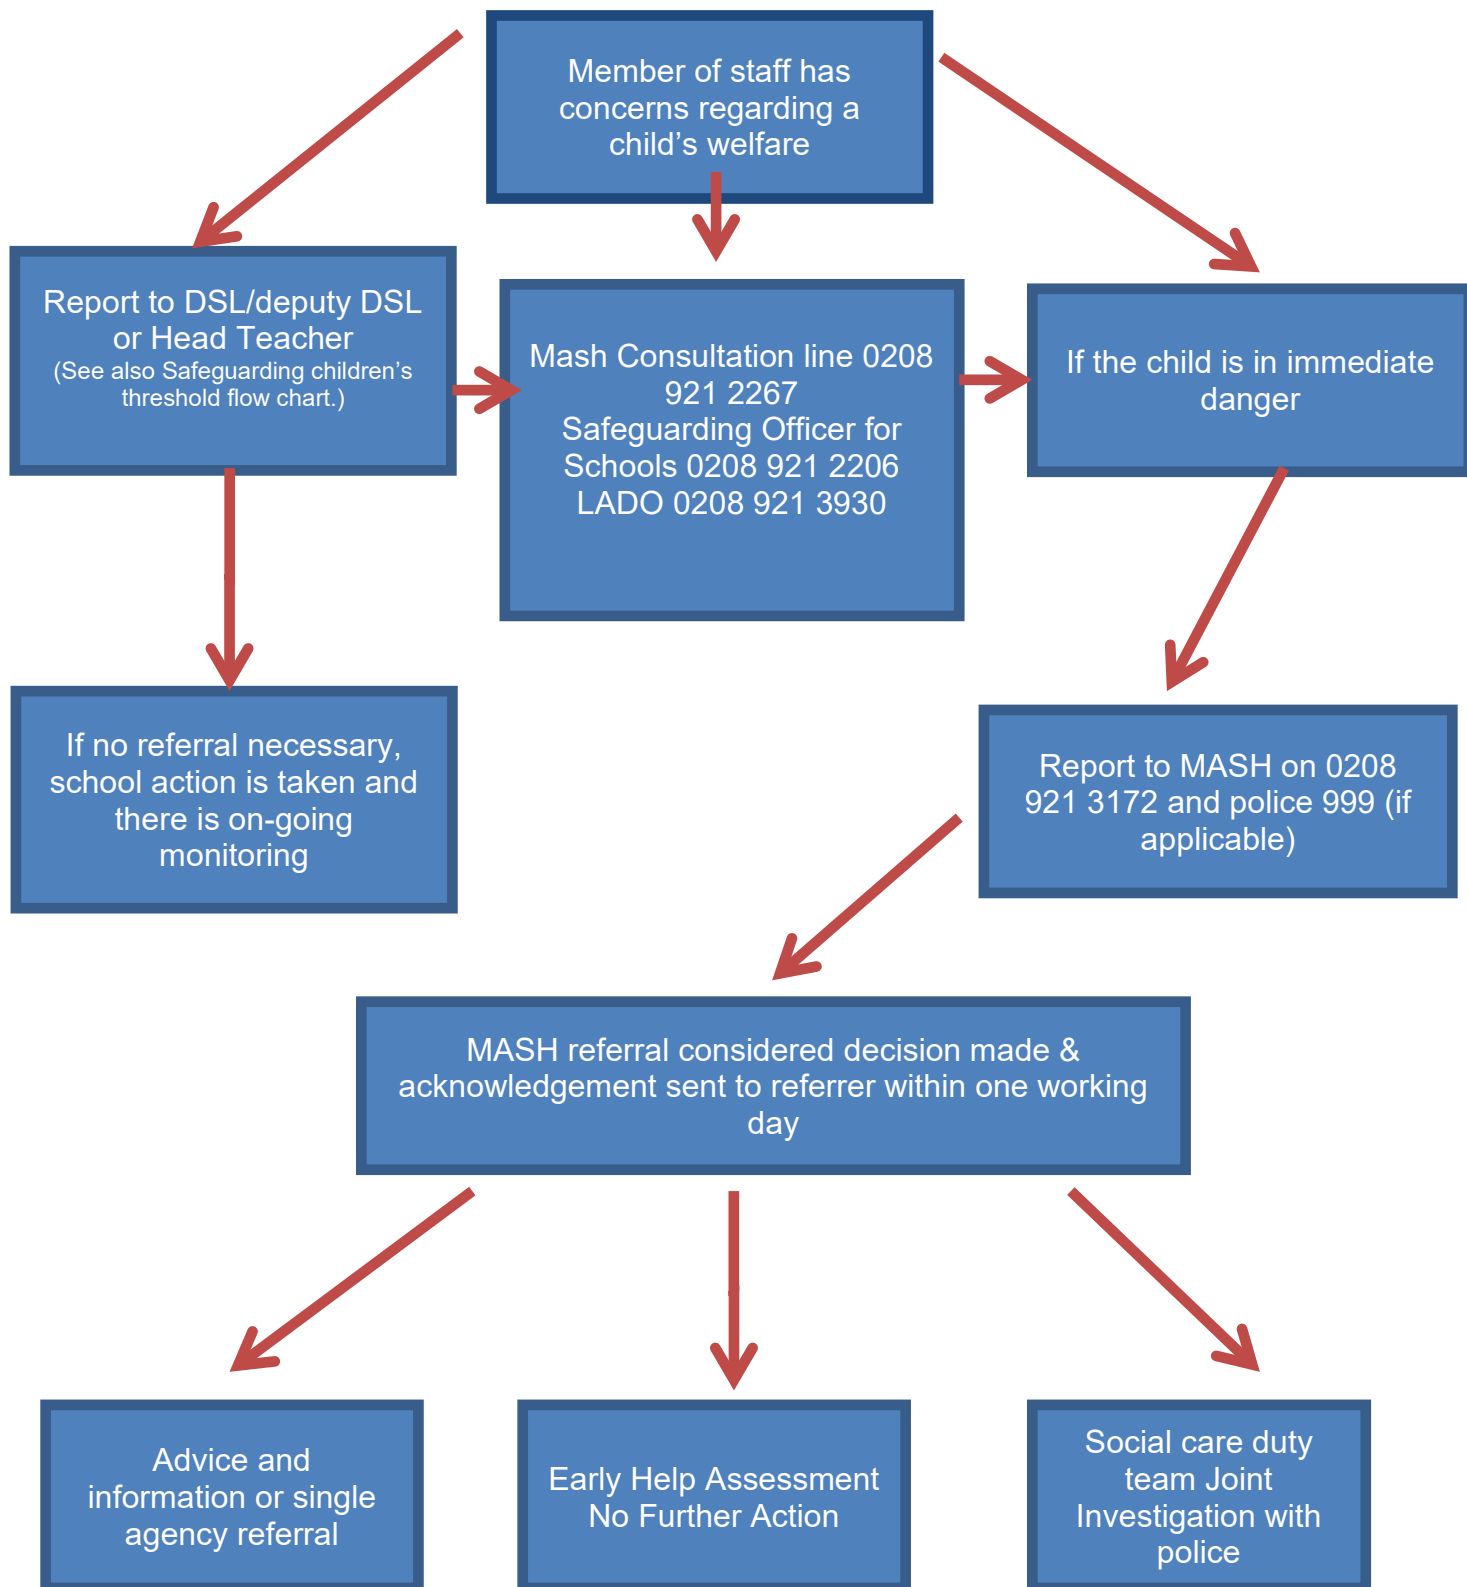 Member of staff has
concerns regarding a
child’s welfare
Report to DSL/deputy DSL
or Head Teacher
(See also Safeguarding children’s
threshold flow chart.)
Mash Consultation line 0208
921 2267
Safeguarding Officer for
Schools 0208 921 2206
LADO 0208 921 3930
If the child is in immediate
danger
If no referral necessary,
school action is taken and
there is on-going
monitoring
Report to MASH on 0208
921 3172 and police 999 (if
applicable)
MASH referral considered decision made &
acknowledgement sent to referrer within one working
day
Advice and
information or single
agency referral
Early Help Assessment
No Further Action
Social care duty
team Joint
Investigation with
police